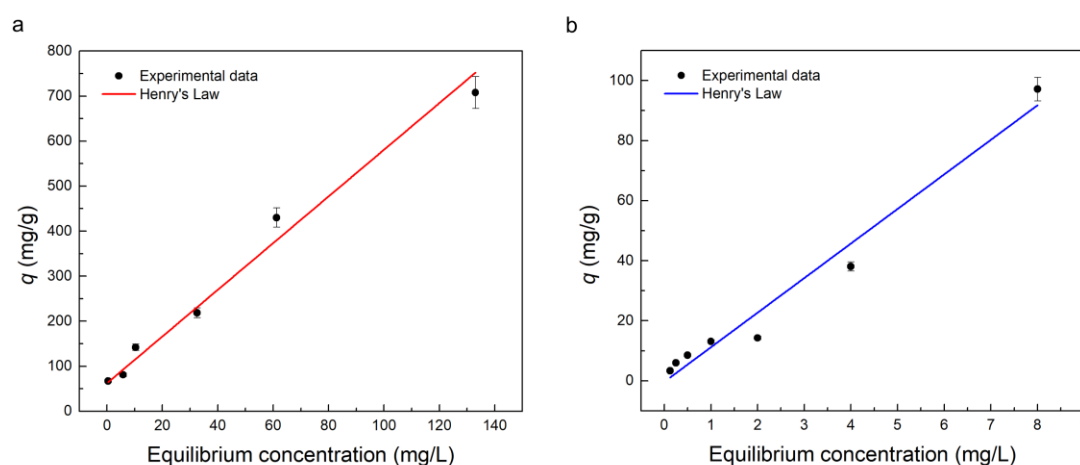 a
800
700
600
500
400
300
200
100
0
q (mg/g)
Experimental data
Henry's Law
0 20 40 60 80 100 120 140
Equilibrium concentration (mg/L)
b
100
80
60
40
20
0
q (mg/g)
Experimental data
Henry's Law
0 1 2 3 4 5 6 7 8
Equilibrium concentration (mg/L)